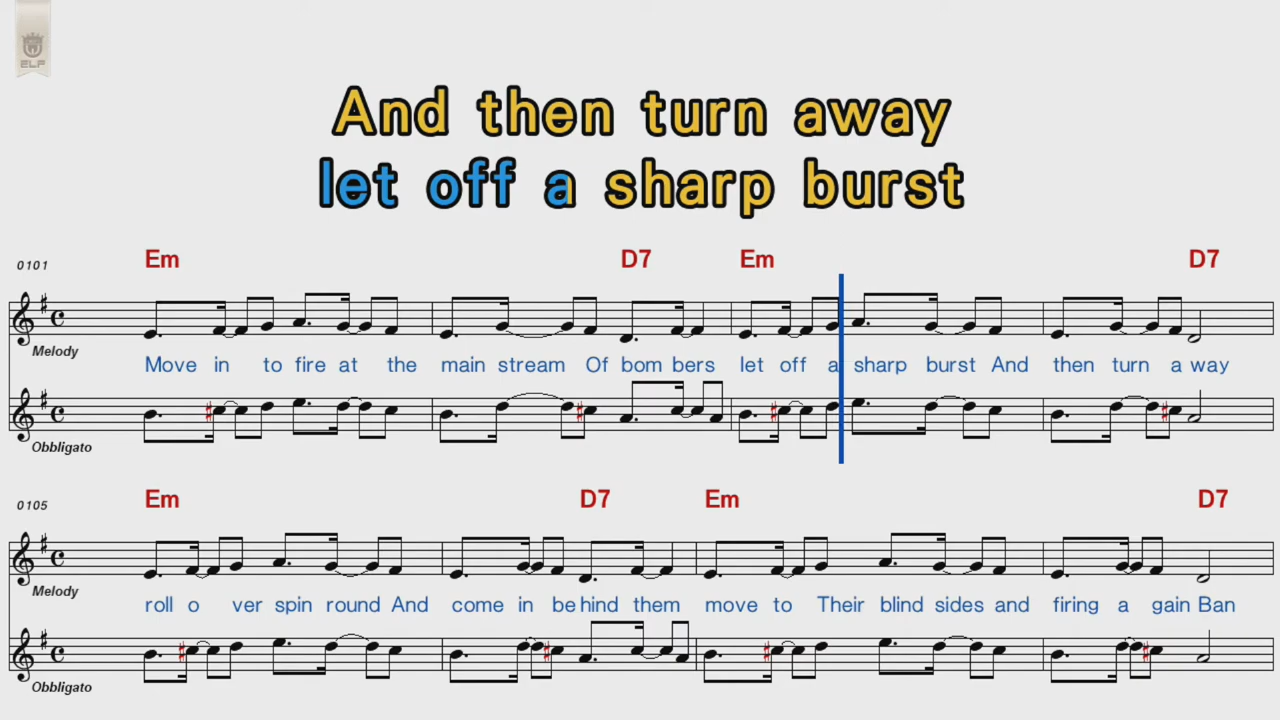 ELF
And then turn away
let off a sharp burst
0101 Em D7 Em D7
Melody
Move in to fire at the main stream Of bom bers let off a sharp burst And then turn a way
Obbligato
0105 Em D7 Em D7
Melody
roll o ver spin round And come in be hind them move to Their blind sides and firing a gain Ban
Obbligato